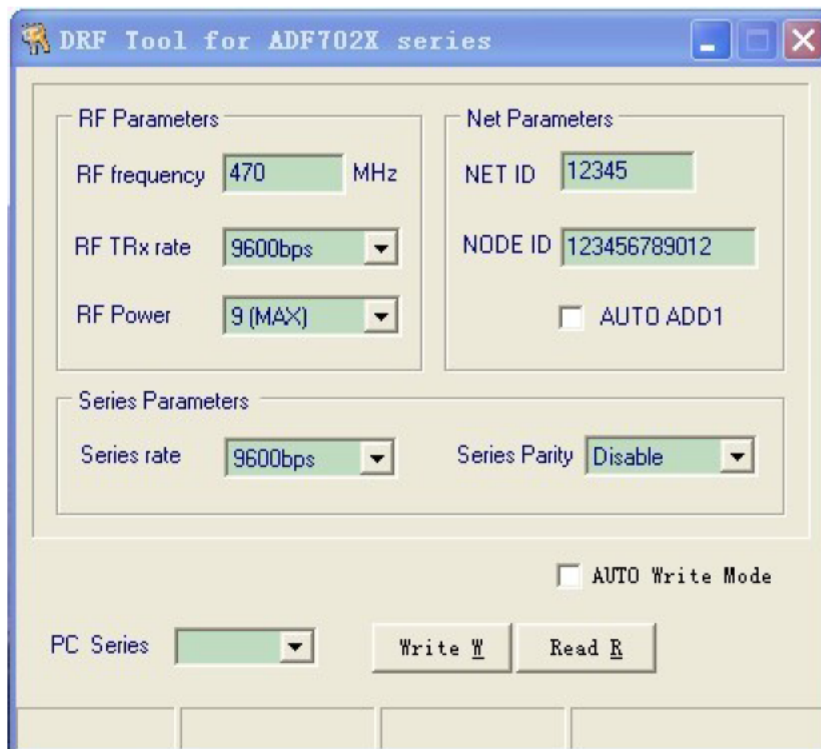 DRF Tool for ADF702X series
RF Parameters
RF frequency 470 MHz
RF TRx rate 9600bps
RF Power 9 (MAX)
Net Parameters
NET ID 12345
NODE ID 123456789012
AUTO ADD1
Series Parameters
Series rate 9600bps Series Parity Disable
AUTO Write Mode
PC Series Write W Read R